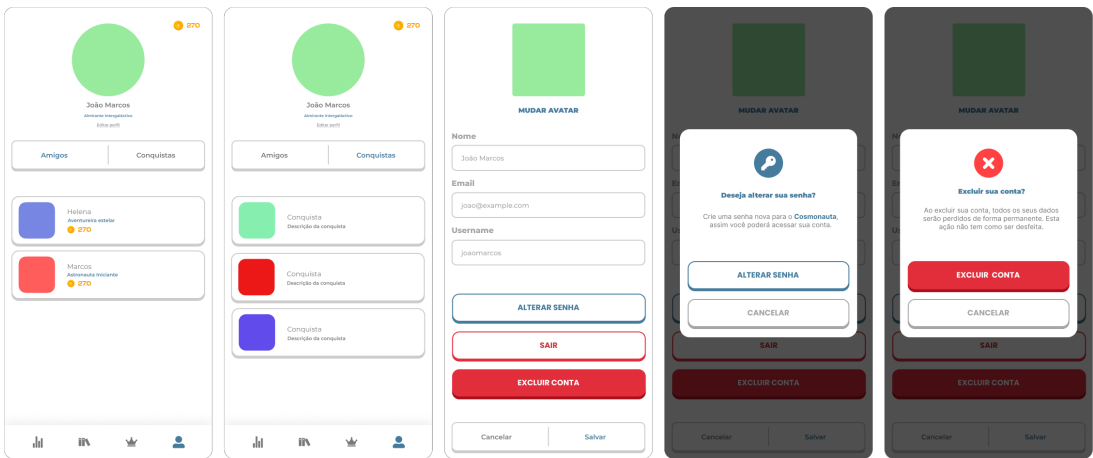 270
João Marcos
Almirante Intergaláctico
Editar perfil
Amigos
Conquistas
Helena
Aventureira estelar
270
Marcos
Astronauta Iniciante
270
270
João Marcos
Almirante Intergaláctico
Editar perfil
Amigos
Conquistas
Conquista
Descrição da conquista
Conquista
Descrição da conquista
Conquista
Descrição da conquista
MUDAR AVATAR
Nome
João Marcos
Email
joao@example.com
Username
joaomarcos
ALTERAR SENHA
SAIR
EXCLUIR CONTA
Cancelar
Salvar
MUDAR AVATAR
Deseja alterar sua senha?
Crie uma senha nova para o Cosmonauta,
assim você poderá acessar sua conta.
ALTERAR SENHA
CANCELAR
SAIR
EXCLUIR CONTA
Cancelar
Salvar
MUDAR AVATAR
Excluir sua conta?
Ao excluir sua conta, todos os seus dados
serão perdidos de forma permanente. Esta
ação não tem como ser desfeita.
EXCLUIR CONTA
CANCELAR
SAIR
EXCLUIR CONTA
Cancelar
Salvar